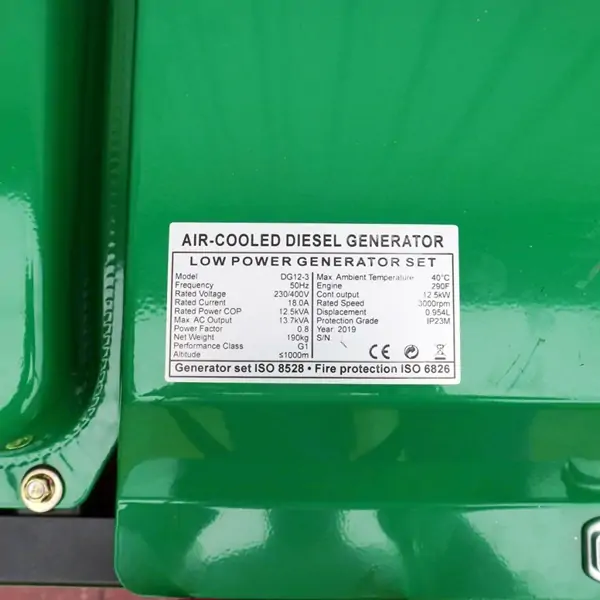 AIR-COOLED DIESEL GENERATOR
LOW POWER GENERATOR SET
Model DG12-3
Frequency 50Hz
Rated Voltage 230/400V
Rated Current 18.0A
Rated Power COP 12.5kVA
Max. AC Output 13.7kVA
Power Factor 0.8
Net Weight 190kg
Performance Class G1
Altitude ≤1000m
Max. Ambient Temperature 40°C
Engine 290F
Cont output 12.5kW
Rated Speed 3000rpm
Displacement 0.954L
Protection Grade IP23M
Year: 2019
S/N
CE
Generator set ISO 8528 • Fire protection ISO 6826